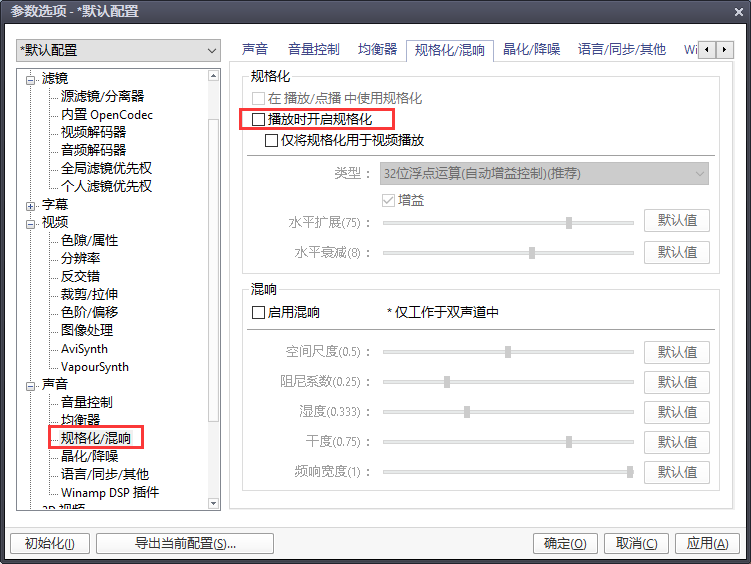 参数选项 - *默认配置
*默认配置
滤镜
源滤镜/分离器
内置 OpenCodec
视频解码器
音频解码器
全局滤镜优先权
个人滤镜优先权
字幕
视频
色隙/属性
分辨率
反交错
裁剪/拉伸
色阶/偏移
图像处理
AviSynth
VapourSynth
声音
音量控制
均衡器
规格化/混响
晶化/降噪
语言/同步/其他
Winamp DSP 插件
声音 音量控制 均衡器 规格化/混响 晶化/降噪 语言/同步/其他 Wi
规格化
在 播放/点播 中使用规格化
播放时开启规格化
仅将规格化用于视频播放
类型： 32位浮点运算(自动增益控制)(推荐)
增益
水平扩展(75)： 默认值
水平衰减(8)： 默认值
混响
启用混响 * 仅工作于双声道中
空间尺度(0.5)： 默认值
阻尼系数(0.25)： 默认值
湿度(0.333)： 默认值
干度(0.75)： 默认值
频响宽度(1)： 默认值
初始化(I) 导出当前配置(S)... 确定(O) 取消(C) 应用(A)